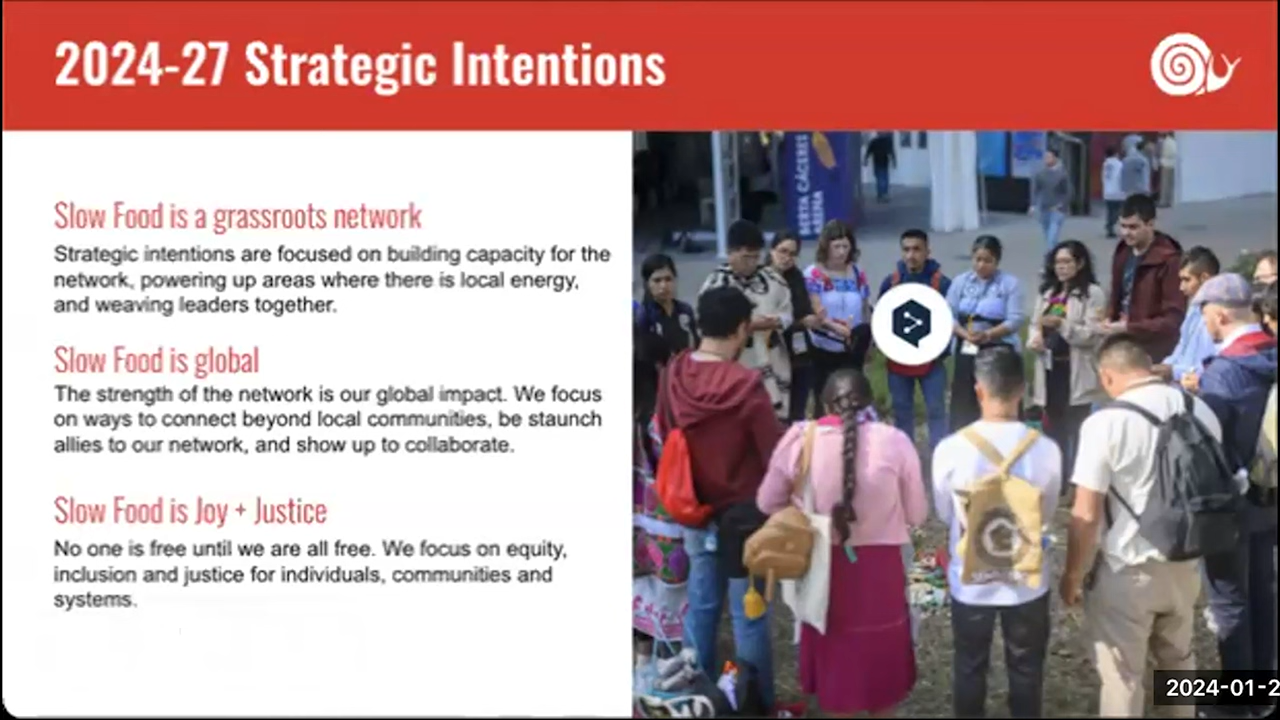 2024-27 Strategic Intentions
Slow Food is a grassroots network
Strategic intentions are focused on building capacity for the
network, powering up areas where there is local energy,
and weaving leaders together.
Slow Food is global
The strength of the network is our global impact. We focus
on ways to connect beyond local communities, be staunch
allies to our network, and show up to collaborate.
Slow Food is Joy + Justice
No one is free until we are all free. We focus on equity,
inclusion and justice for individuals, communities and
systems.
BERTA CÁCERES
ARENA
2024-01-2